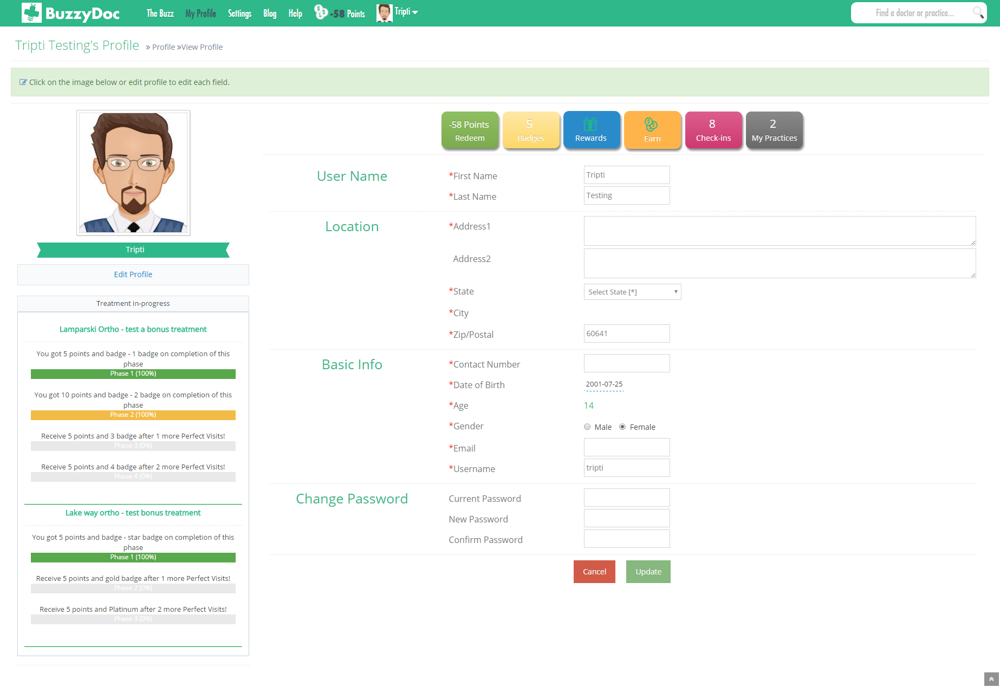 BuzzyDoc The Buzz My Profile Settings Blog Help -58 Points Tripti Find a doctor or practice...
Tripti Testing's Profile » Profile »View Profile
Click on the image below or edit profile to edit each field.
Tripti
Edit Profile
Treatment in-progress
Lamparski Ortho - test a bonus treatment
You got 5 points and badge - 1 badge on completion of this
phase
Phase 1 (100%)
You got 10 points and badge - 2 badge on completion of this
phase
Phase 2 (100%)
Receive 5 points and 3 badge after 1 more Perfect Visits!
Phase 3 (0%)
Receive 5 points and 4 badge after 2 more Perfect Visits!
Phase 4 (0%)
Lake way ortho - test bonus treatment
You got 5 points and badge - star badge on completion of this
phase
Phase 1 (100%)
Receive 5 points and gold badge after 1 more Perfect Visits!
Phase 2 (0%)
Receive 5 points and Platinum after 2 more Perfect Visits!
Phase 3 (0%)
-58 Points
Redeem
5
Badges
Rewards
Earn
8
Check-ins
2
My Practices
User Name
*First Name Tripti
*Last Name Testing
Location
*Address1
Address2
*State Select State [*]
*City
*Zip/Postal 60641
Basic Info
*Contact Number
*Date of Birth 2001-07-25
*Age 14
*Gender Male Female
*Email
*Username tripti
Change Password
Current Password
New Password
Confirm Password
Cancel Update